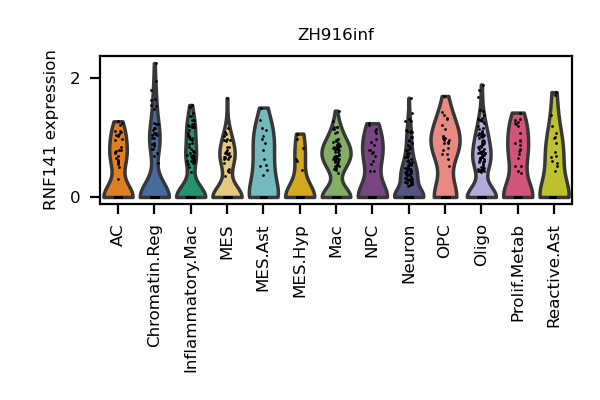 ZH916inf
RNF141 expression
2
0
AC
Chromatin.Reg
Inflammatory.Mac
MES
MES.Ast
MES.Hyp
Mac
NPC
Neuron
OPC
Oligo
Prolif.Metab
Reactive.Ast